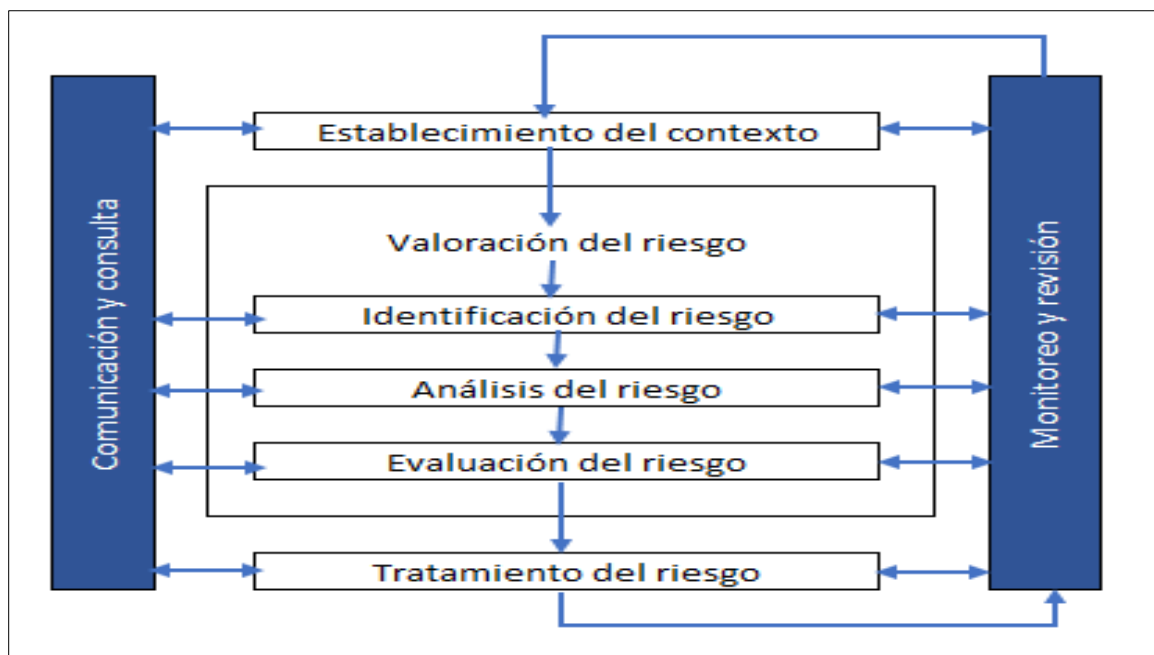 Establecimiento del contexto
Comunicación y consulta
Valoración del riesgo
Identificación del riesgo
Análisis del riesgo
Evaluación del riesgo
Tratamiento del riesgo
Monitoreo y revisión